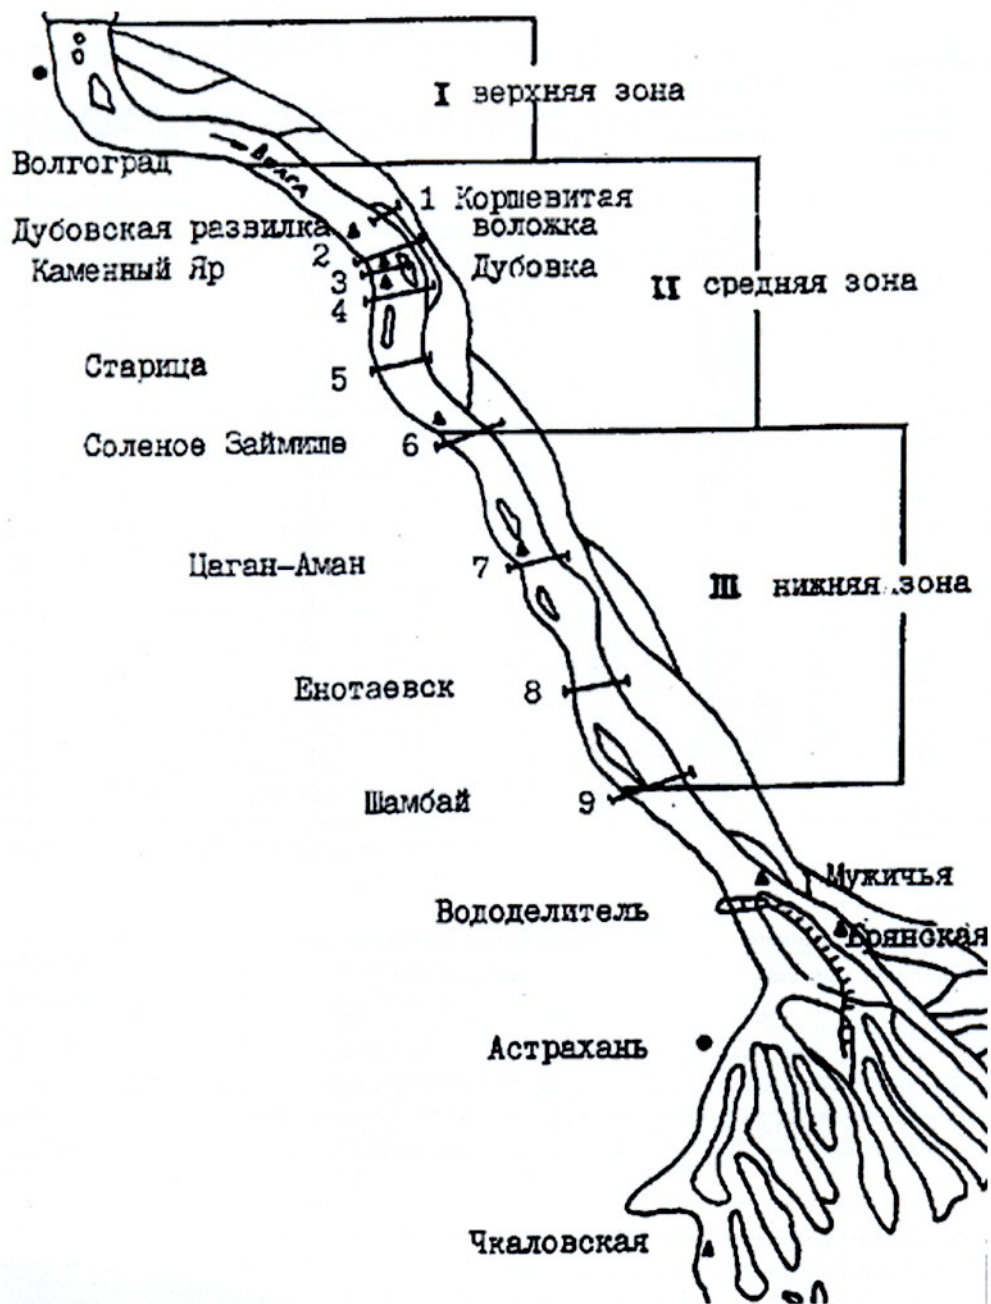 I верхняя зона
Волгоград
Волга
1 Коршевитая
воложка
Дубовская развилка
2
Дубовка
Каменный Яр
3
II средняя зона
4
Старица
5
Соленое Займище
6
Цаган-Аман
7
III нижняя зона
Енотаевск
8
Шамбай
9
Мужичья
Вододелитель
Брянская
Астрахань
Чкаловская